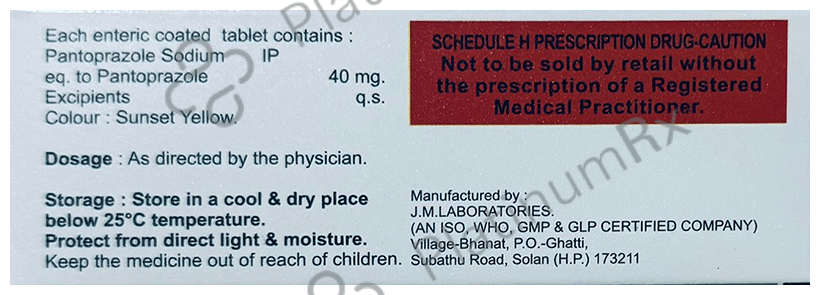 Each enteric coated tablet contains :
Pantoprazole Sodium IP
eq. to Pantoprazole 40 mg.
Excipients q.s.
Colour : Sunset Yellow.
Dosage : As directed by the physician.
Storage : Store in a cool & dry place
below 25°C temperature.
Protect from direct light & moisture.
Keep the medicine out of reach of children.
SCHEDULE H PRESCRIPTION DRUG-CAUTION
Not to be sold by retail without
the prescription of a Registered
Medical Practitioner.
Manufactured by :
J.M.LABORATORIES.
(AN ISO, WHO, GMP & GLP CERTIFIED COMPANY)
Village-Bhanat, P.O.-Ghatti,
Subathu Road, Solan (H.P.) 173211
PlatinumRx